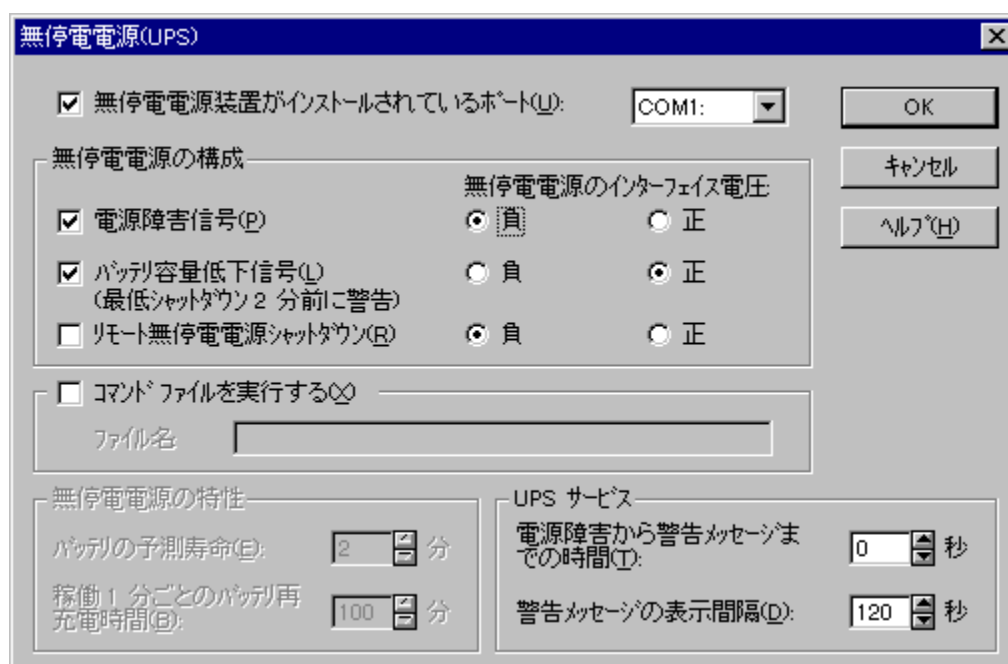 無停電電源(UPS)
無停電電源装置がインストールされているポート(U): COM1:
OK
キャンセル
ヘルプ(H)
無停電電源の構成
無停電電源のインターフェイス電圧:
電源障害信号(P) 負 正
バッテリ容量低下信号(L) 負 正
(最低シャットダウン 2 分前に警告)
リモート無停電電源シャットダウン(R) 負 正
コマンド ファイルを実行する(X)
ファイル名:
無停電電源の特性
バッテリの予測寿命(E): 2 分
稼働 1 分ごとのバッテリ再
充電時間(B): 100 分
UPS サービス
電源障害から警告メッセージま
での時間(T): 0 秒
警告メッセージの表示間隔(D): 120 秒